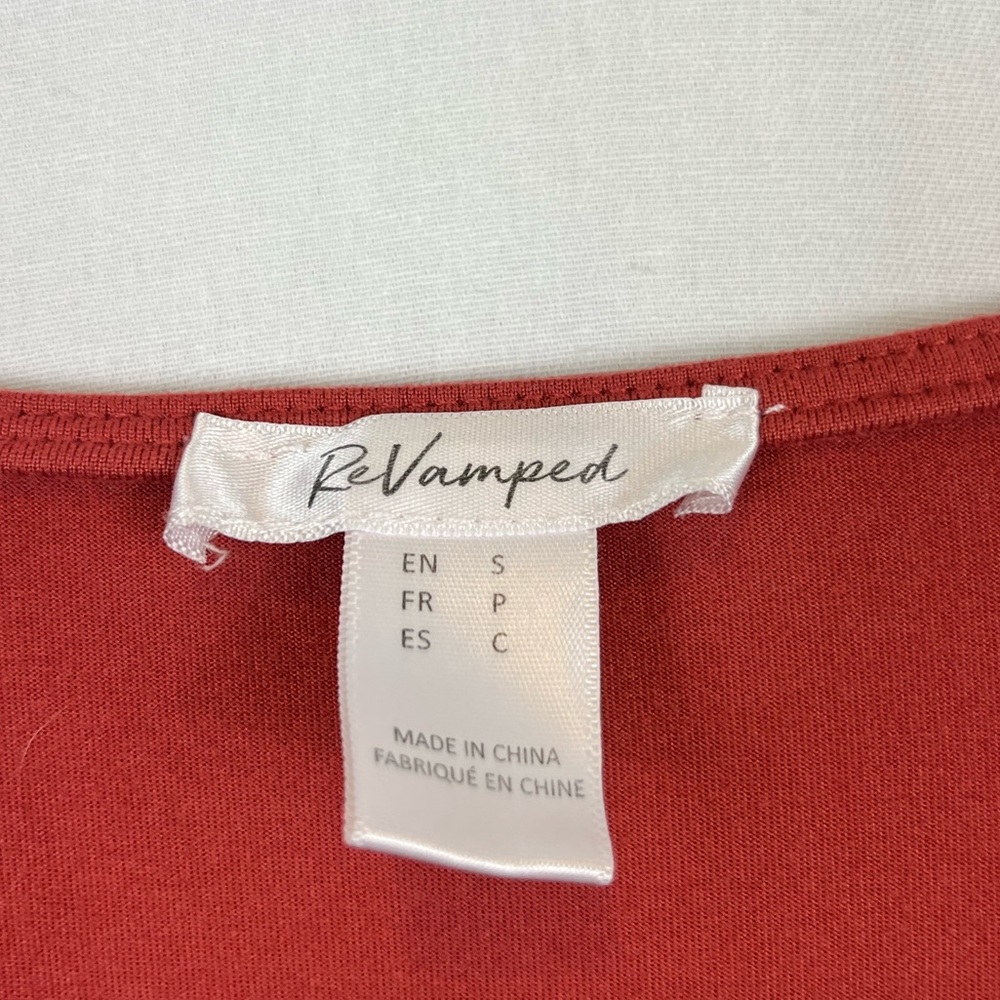 ReVamped
EN S
FR P
ES C
MADE IN CHINA
FABRIQUÉ EN CHINE